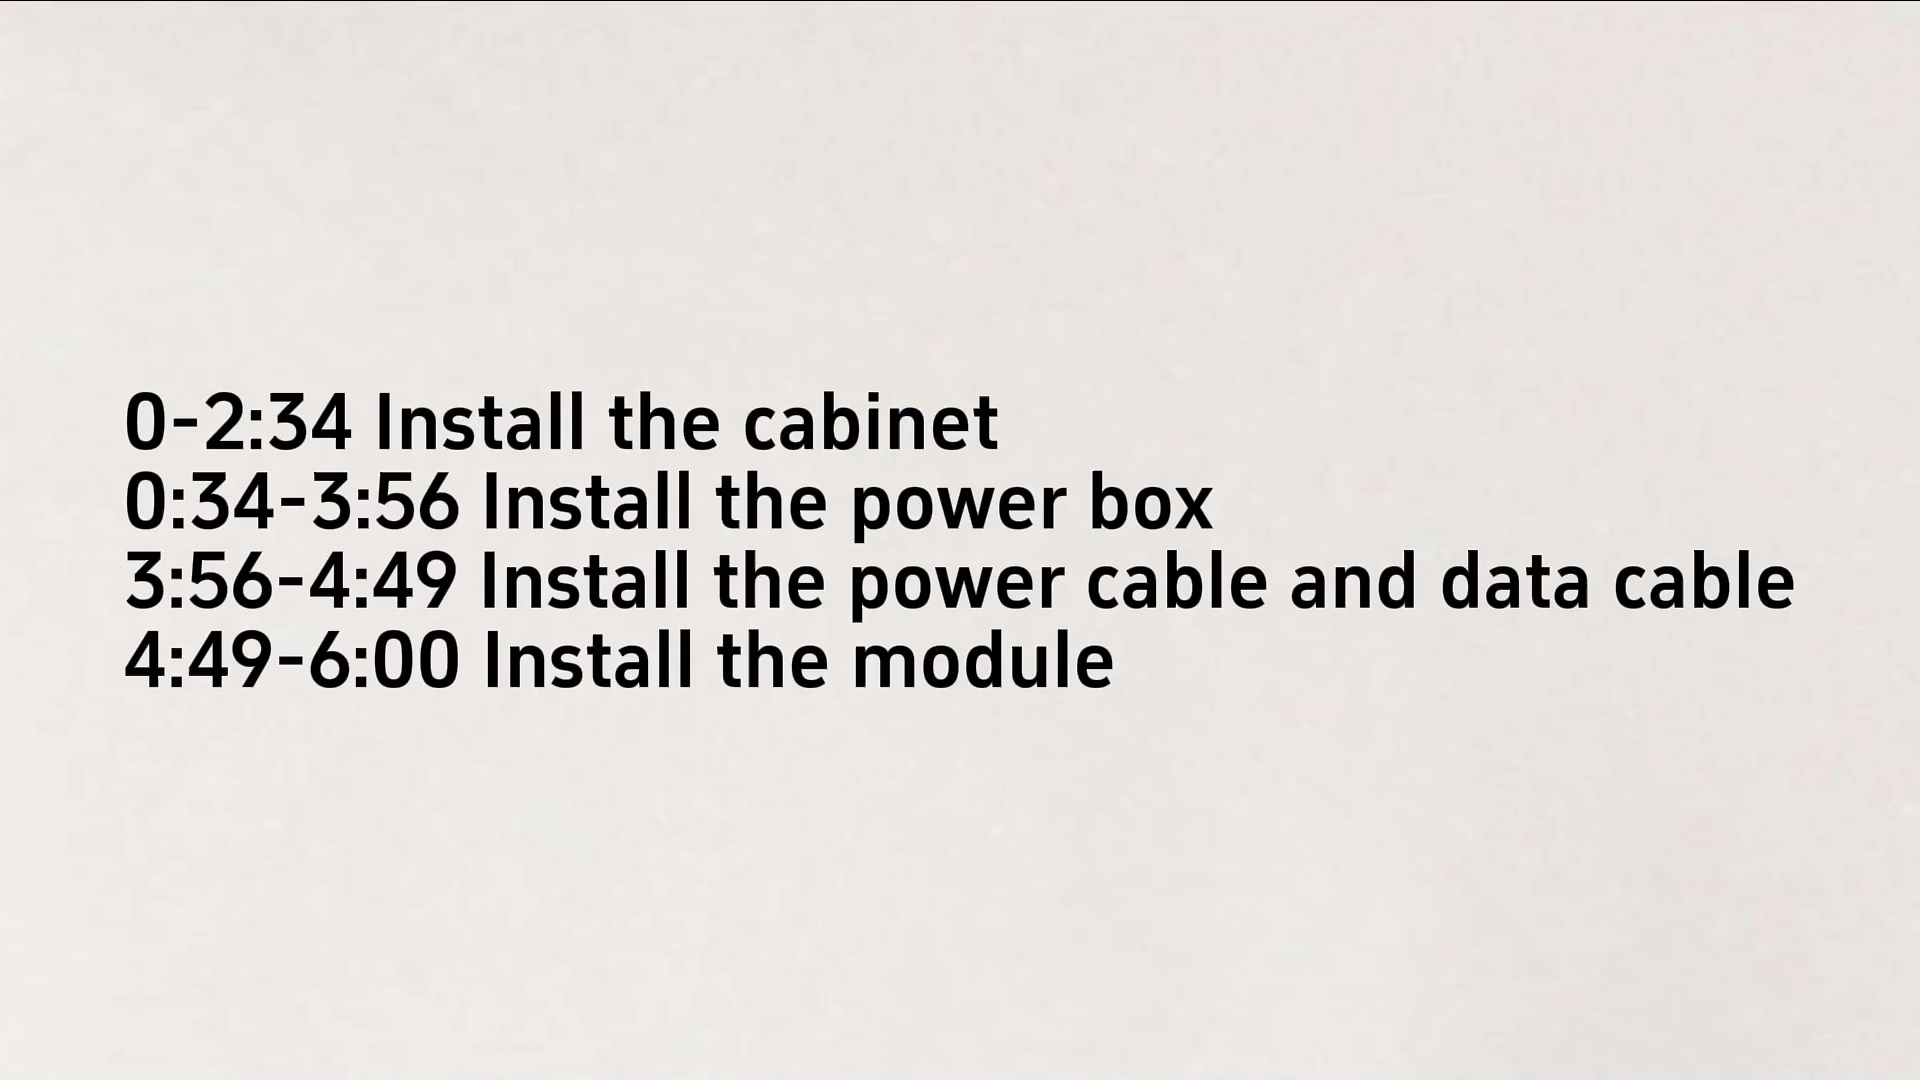 0-2:34 Install the cabinet
0:34-3:56 Install the power box
3:56-4:49 Install the power cable and data cable
4:49-6:00 Install the module